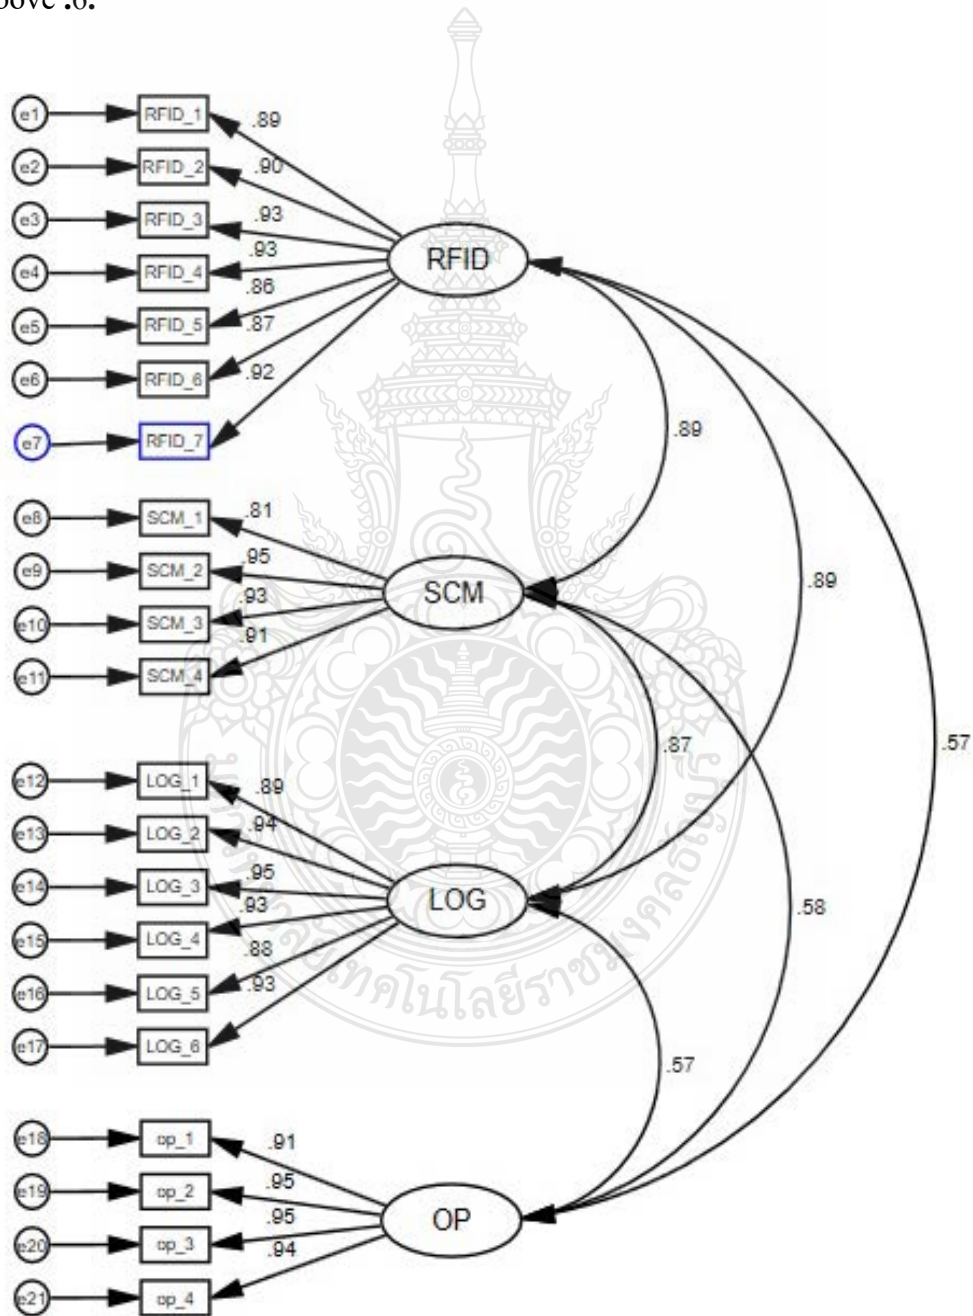 above .6.
e1 RFID_1 .89
e2 RFID_2 .90
e3 RFID_3 .93
RFID
e4 RFID_4 .93
e5 RFID_5 .86
e6 RFID_6 .87
.92
e7 RFID_7
.89
e8 SCM_1 .81
e9 SCM_2 .95
SCM
.89
e10 SCM_3 .93
e11 SCM_4 .91
.87
.57
e12 LOG_1 .89
e13 LOG_2 .94
e14 LOG_3 .95
LOG
.58
e15 LOG_4 .93
e16 LOG_5 .88
.93
e17 LOG_6
.57
e18 op_1 .91
e19 op_2 .95
OP
e20 op_3 .95
e21 op_4 .94